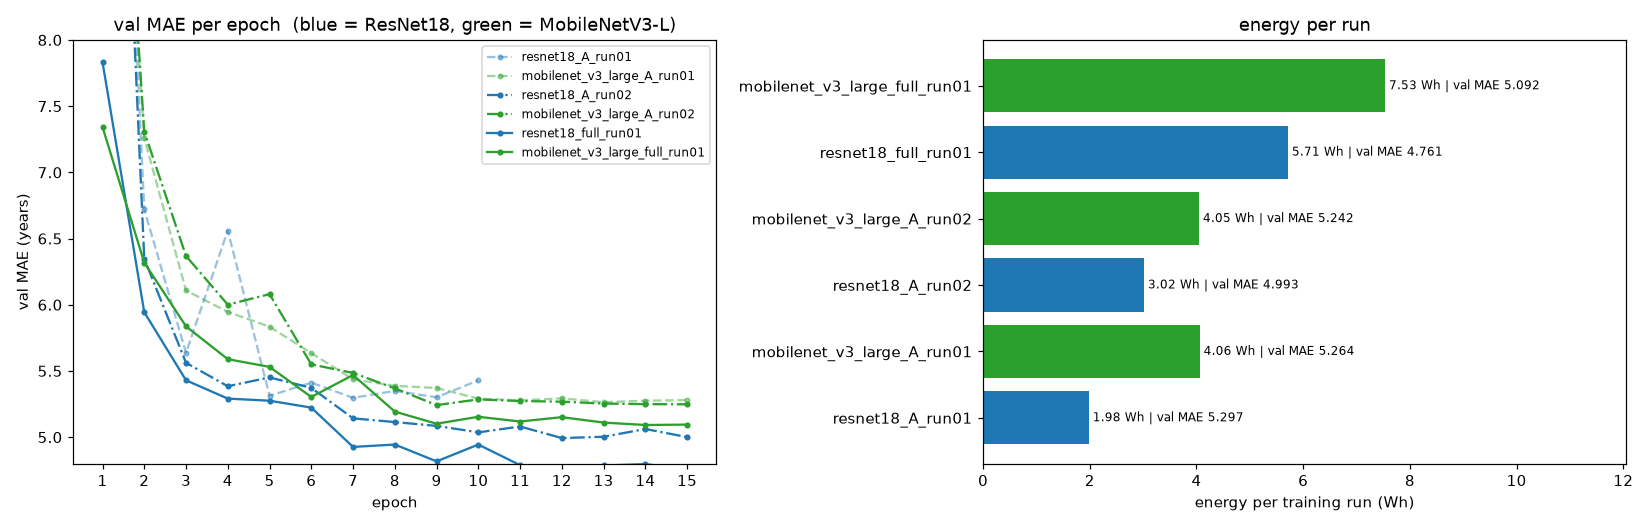 val MAE per epoch  (blue = ResNet18, green = MobileNetV3-L)
val MAE (years)
8.0
7.5
7.0
6.5
6.0
5.5
5.0
resnet18_A_run01
mobilenet_v3_large_A_run01
resnet18_A_run02
mobilenet_v3_large_A_run02
resnet18_full_run01
mobilenet_v3_large_full_run01
1 2 3 4 5 6 7 8 9 10 11 12 13 14 15
epoch
energy per run
mobilenet_v3_large_full_run01 7.53 Wh | val MAE 5.092
resnet18_full_run01 5.71 Wh | val MAE 4.761
mobilenet_v3_large_A_run02 4.05 Wh | val MAE 5.242
resnet18_A_run02 3.02 Wh | val MAE 4.993
mobilenet_v3_large_A_run01 4.06 Wh | val MAE 5.264
resnet18_A_run01 1.98 Wh | val MAE 5.297
0 2 4 6 8 10 12
energy per training run (Wh)